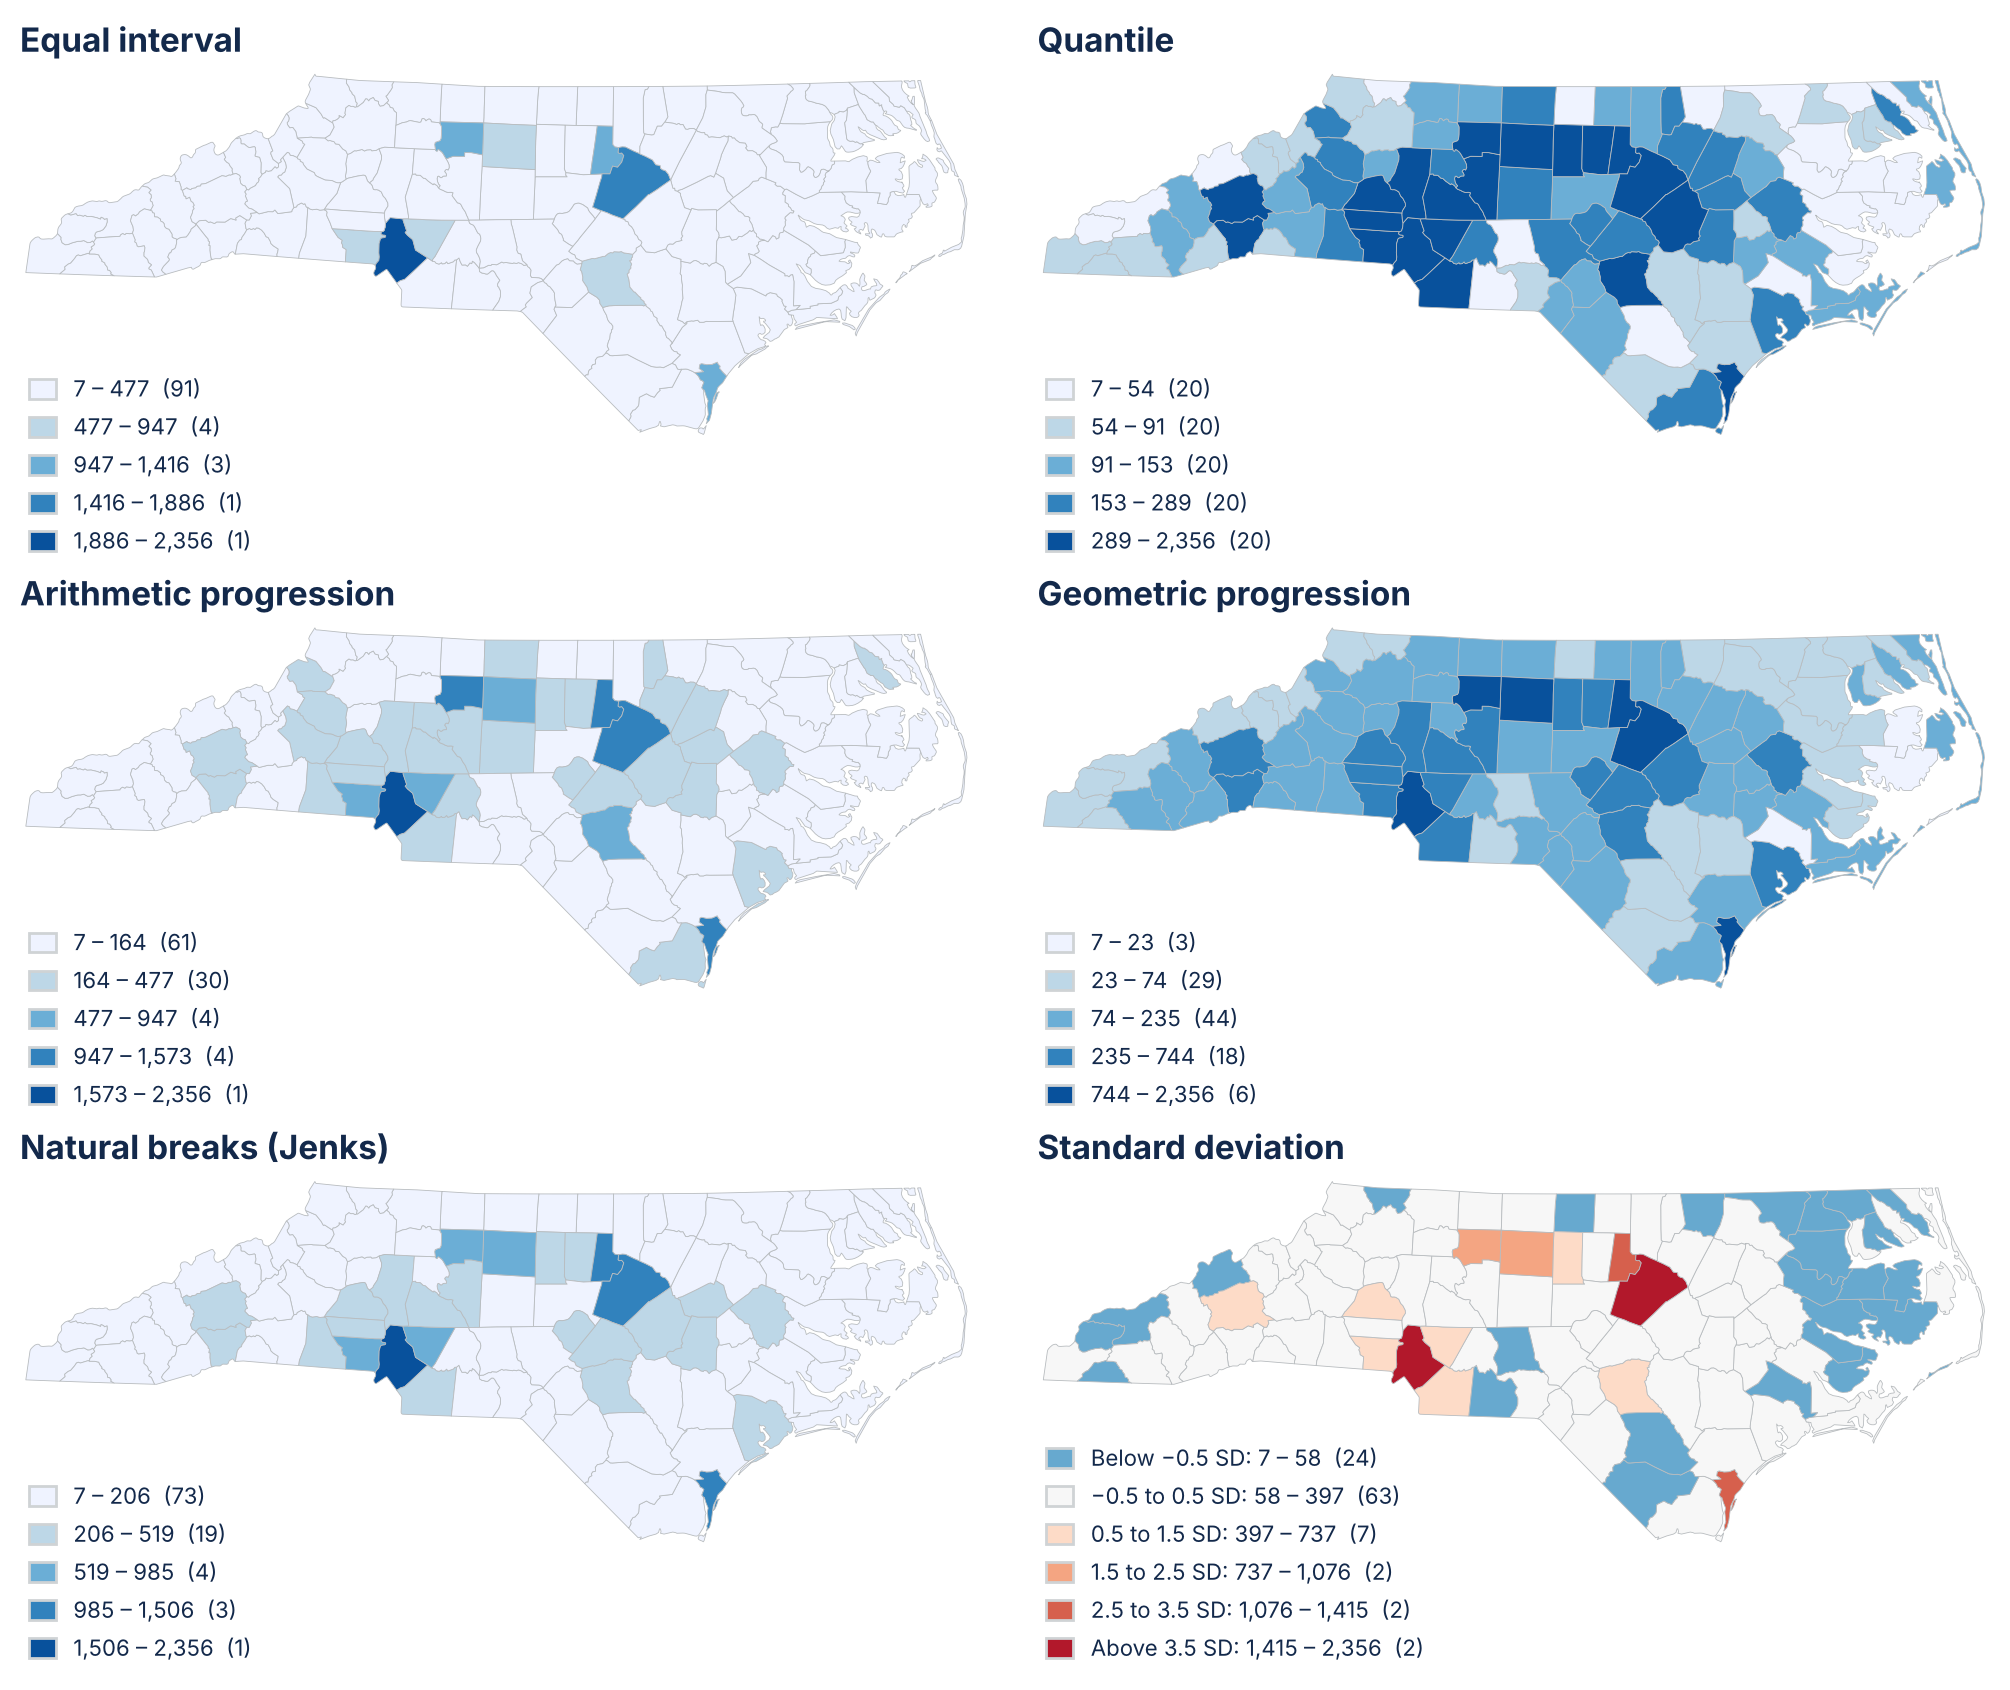 Equal interval
7 – 477 (91)
477 – 947 (4)
947 – 1,416 (3)
1,416 – 1,886 (1)
1,886 – 2,356 (1)
Quantile
7 – 54 (20)
54 – 91 (20)
91 – 153 (20)
153 – 289 (20)
289 – 2,356 (20)
Arithmetic progression
7 – 164 (61)
164 – 477 (30)
477 – 947 (4)
947 – 1,573 (4)
1,573 – 2,356 (1)
Geometric progression
7 – 23 (3)
23 – 74 (29)
74 – 235 (44)
235 – 744 (18)
744 – 2,356 (6)
Natural breaks (Jenks)
7 – 206 (73)
206 – 519 (19)
519 – 985 (4)
985 – 1,506 (3)
1,506 – 2,356 (1)
Standard deviation
Below −0.5 SD: 7 – 58 (24)
−0.5 to 0.5 SD: 58 – 397 (63)
0.5 to 1.5 SD: 397 – 737 (7)
1.5 to 2.5 SD: 737 – 1,076 (2)
2.5 to 3.5 SD: 1,076 – 1,415 (2)
Above 3.5 SD: 1,415 – 2,356 (2)